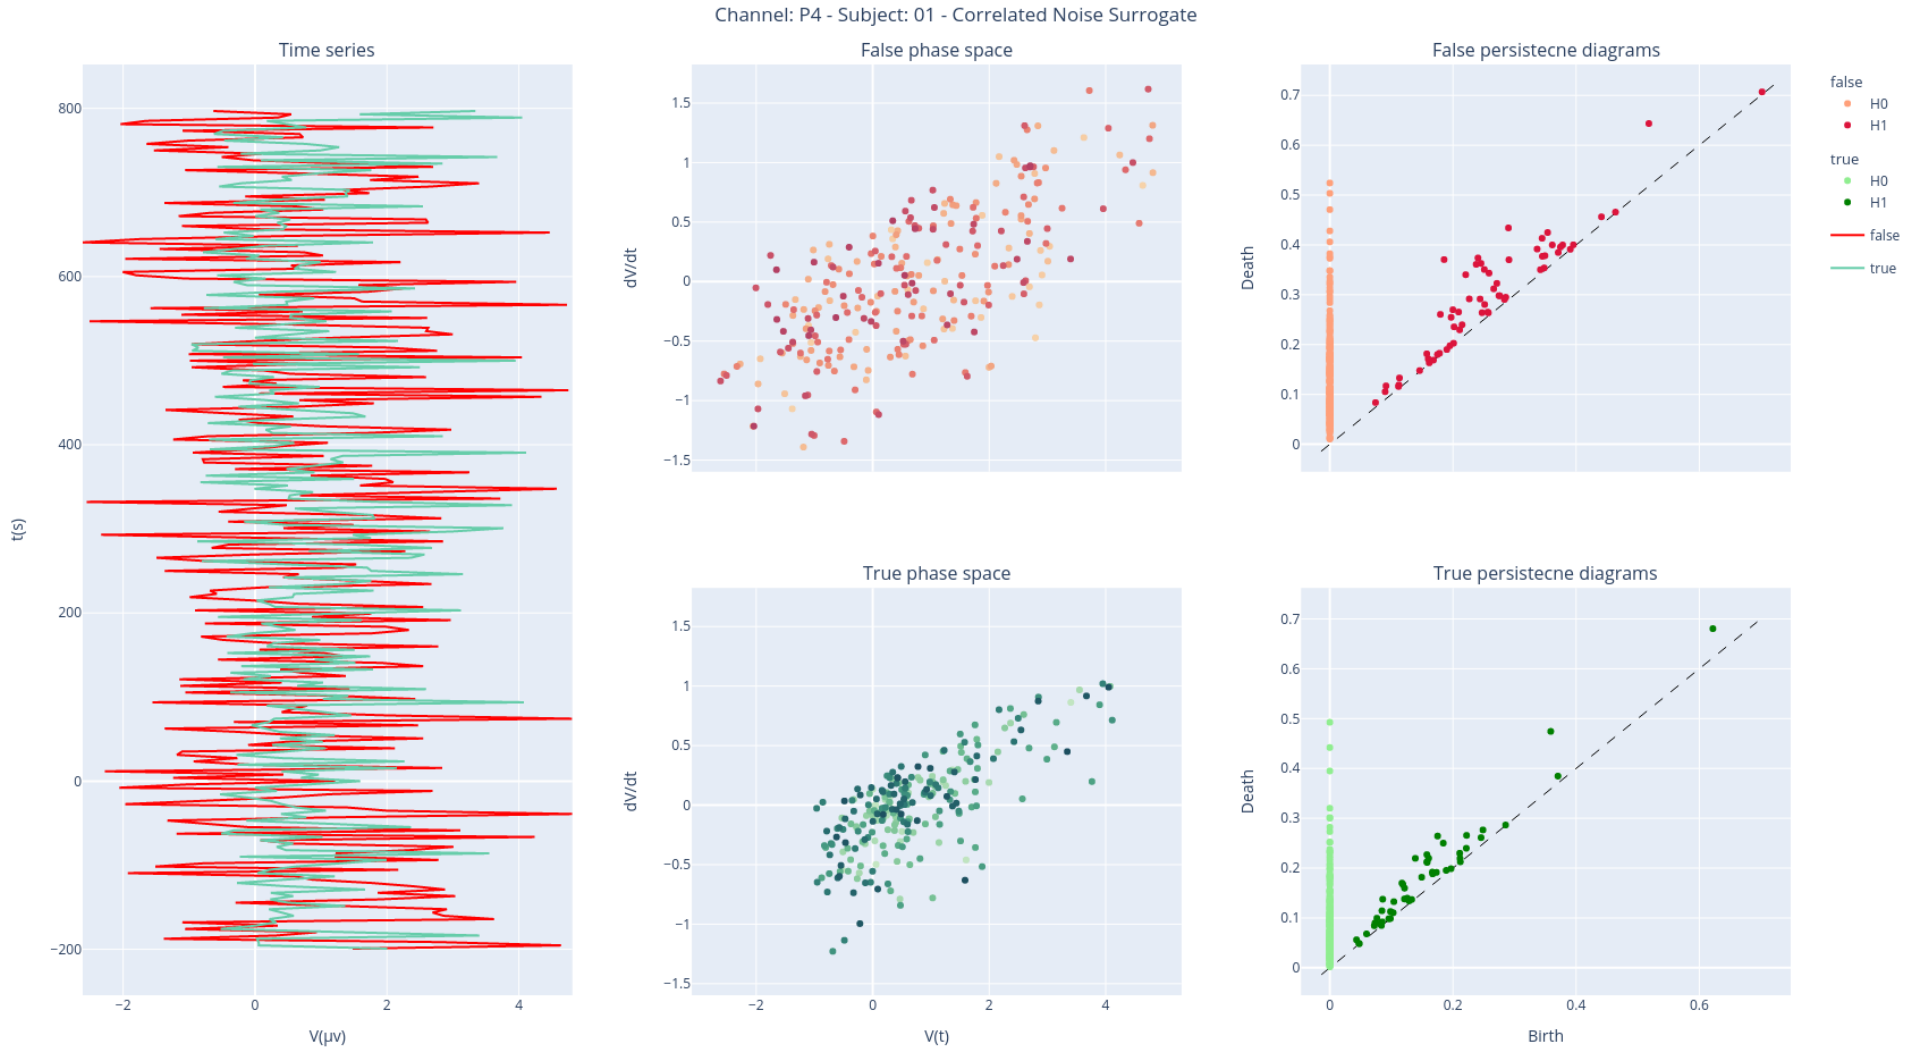 Channel: P4 - Subject: 01 - Correlated Noise Surrogate
Time series
800
600
400
200
0
−200
t(s)
−2
0
2
4
V(μv)
False phase space
1.5
1
0.5
0
−0.5
−1
−1.5
dV/dt
True phase space
1.5
1
0.5
0
−0.5
−1
−1.5
dV/dt
−2
0
2
4
V(t)
False persistecne diagrams
0.7
0.6
0.5
0.4
0.3
0.2
0.1
0
Death
True persistecne diagrams
0.7
0.6
0.5
0.4
0.3
0.2
0.1
0
Death
0
0.2
0.4
0.6
Birth
false
H0
H1
true
H0
H1
false
true